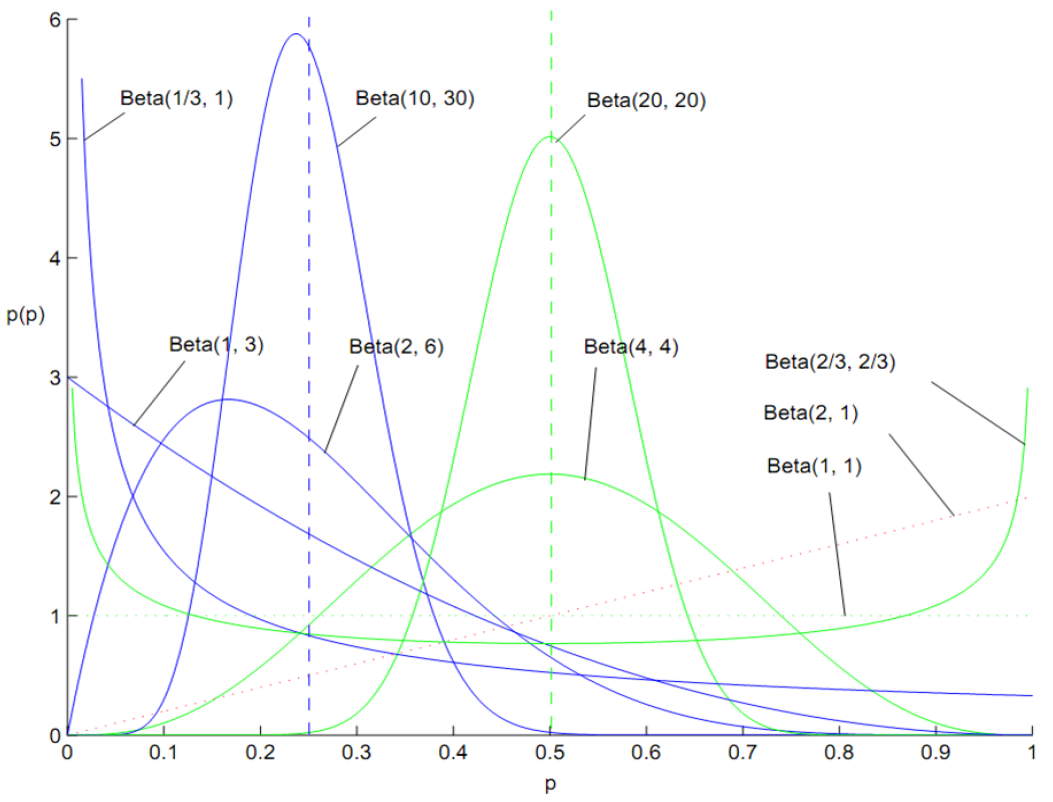 6
Beta(1/3, 1)
Beta(10, 30)
Beta(20, 20)
5
4
p(p)
Beta(1, 3)
Beta(2, 6)
Beta(4, 4)
Beta(2/3, 2/3)
3
Beta(2, 1)
Beta(1, 1)
2
1
0
0 0.1 0.2 0.3 0.4 0.5 0.6 0.7 0.8 0.9 1
p